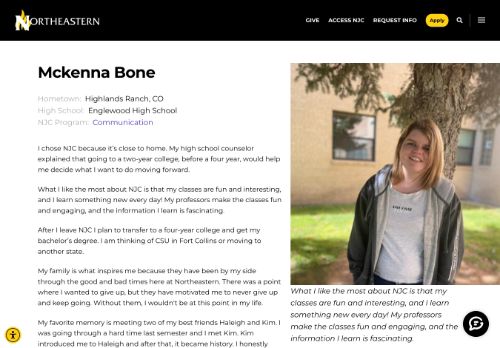 NORTHEASTERN
GIVE ACCESS NJC REQUEST INFO Apply
Mckenna Bone
Hometown: Highlands Ranch, CO
High School: Englewood High School
NJC Program: Communication
I chose NJC because it's close to home. My high school counselor
explained that going to a two-year college, before a four year, would help
me decide what I want to do moving forward.
What I like the most about NJC is that my classes are fun and interesting,
and I learn something new every day! My professors make the classes fun
and engaging, and the information I learn is fascinating.
After I leave NJC I plan to transfer to a four-year college and get my
bachelor's degree. I am thinking of CSU in Fort Collins or moving to
another state.
My family is what inspires me because they have been by my side
through the good and bad times here at Northeastern. There was a point
where I wanted to give up, but they have motivated me to never give up
and keep going. Without them, I wouldn't be at this point in my life.
My favorite memory is meeting two of my best friends Haleigh and Kim. I
was going through a hard time last semester and I met Kim. Kim
introduced me to Haleigh and after that, it became history. I honestly
What I like the most about NJC is that my
classes are fun and interesting, and I learn
something new every day! My professors
make the classes fun and engaging, and the
information I learn is fascinating.